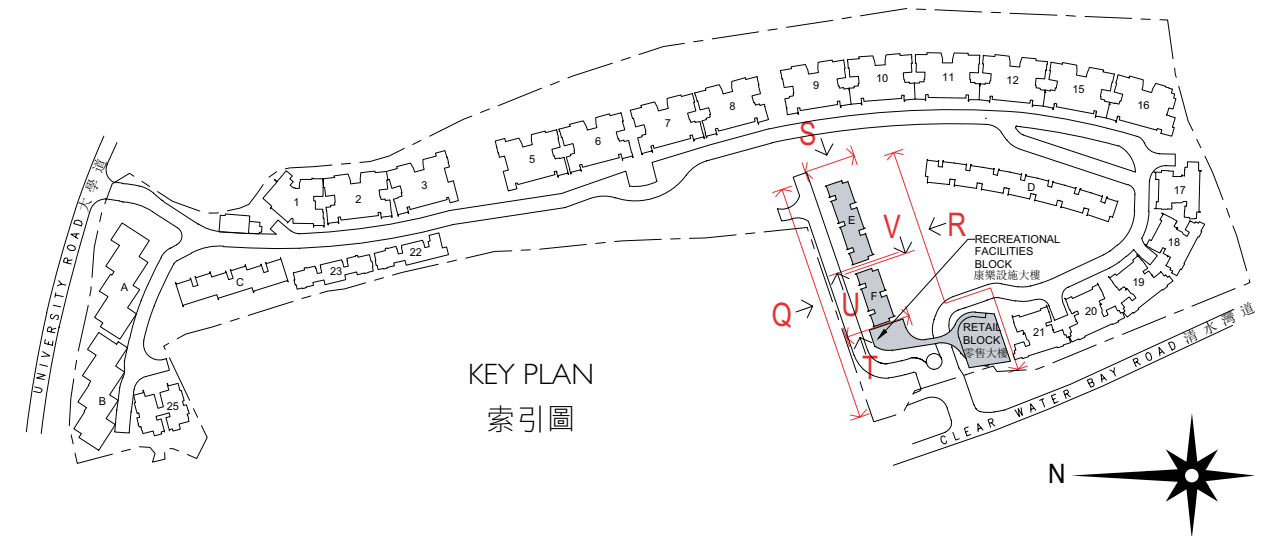 9
10
11
12
15
16
8
7
6
5
3
2
1
S
17
18
19
20
21
D
E
V
R
RECREATIONAL
FACILITIES
BLOCK
康樂設施大樓
U
F
Q
T
RETAIL
BLOCK
零售大樓
UNIVERSITY ROAD 大學道
A
B
C
23
22
25
KEY PLAN
索引圖
CLEAR WATER BAY ROAD 清水灣道
N